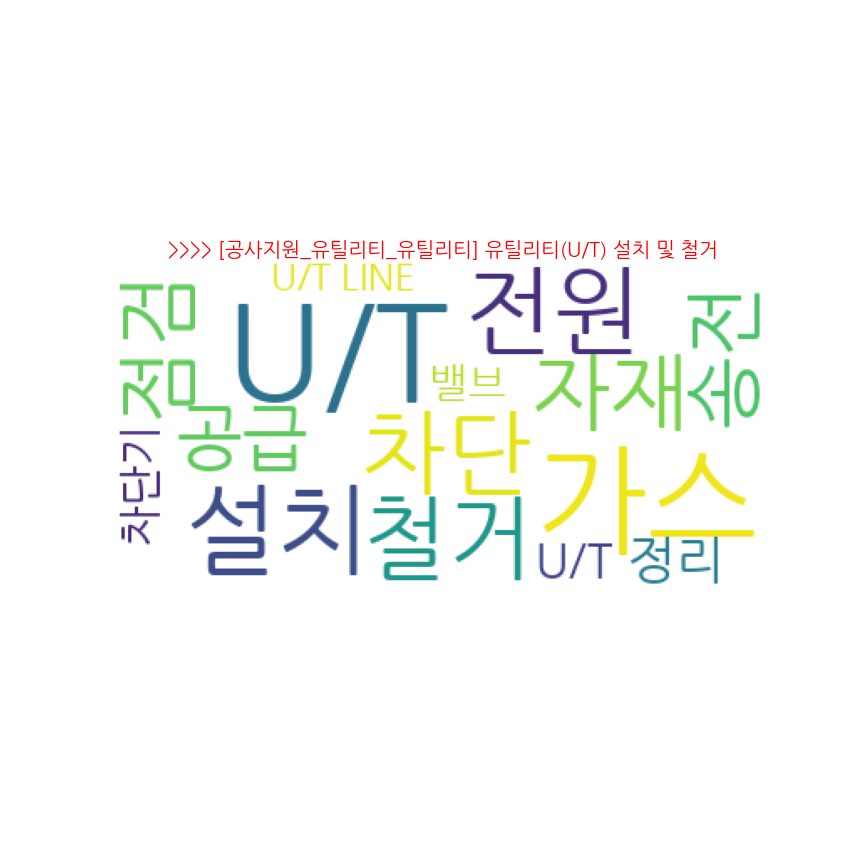 >>>> [공사지원_유틸리티_유틸리티] 유틸리티(U/T) 설치 및 철거
U/T LINE
점검
U/T
전원
송전
밸브
자재
공급
차단
차단기
가스
설치
철거
U/T 정리